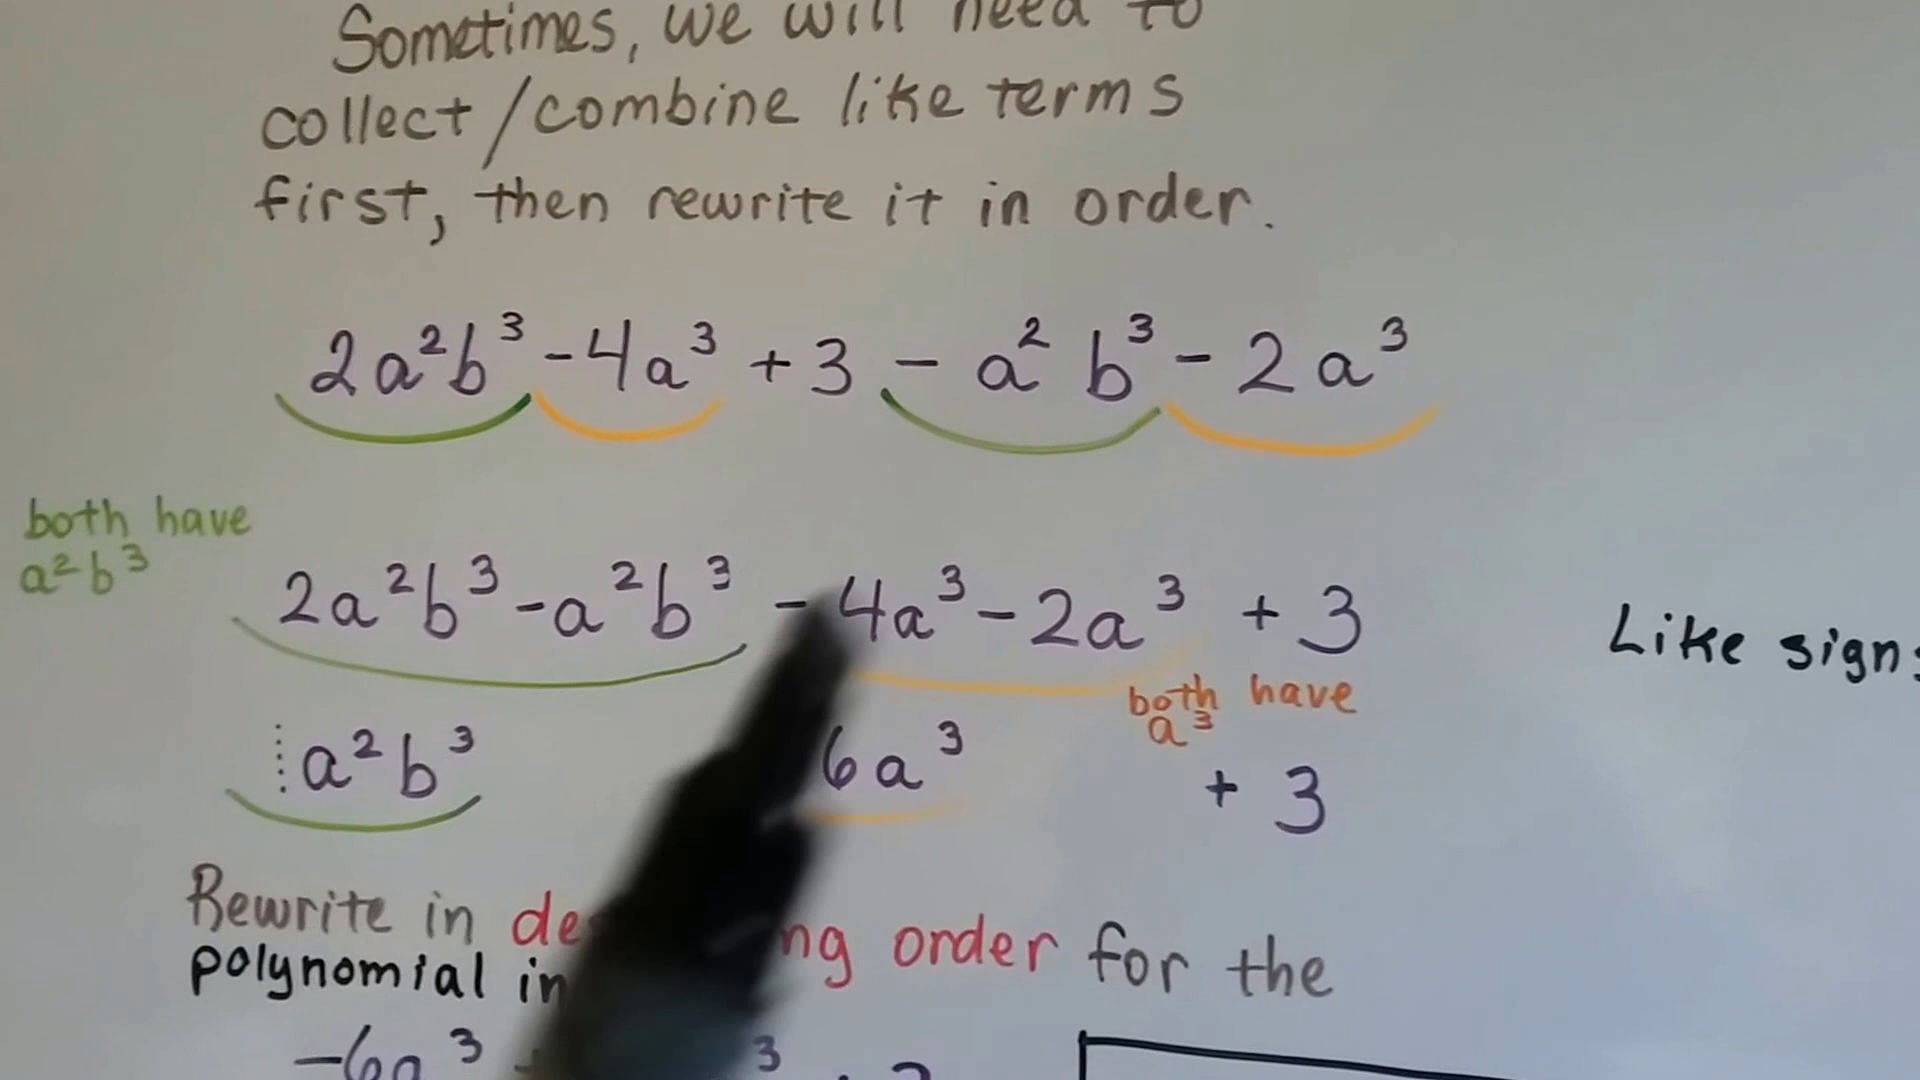 Sometimes, we will need to
collect/combine like terms
first, then rewrite it in order.
2a²b³ - 4a³ + 3 - a²b³ - 2a³
both have
a²b³
2a²b³ - a²b³ - 4a³ - 2a³ + 3
Like sign
both have
a³
a²b³ 6a³ + 3
Rewrite in order for the
polynomial in
-6a³ 3